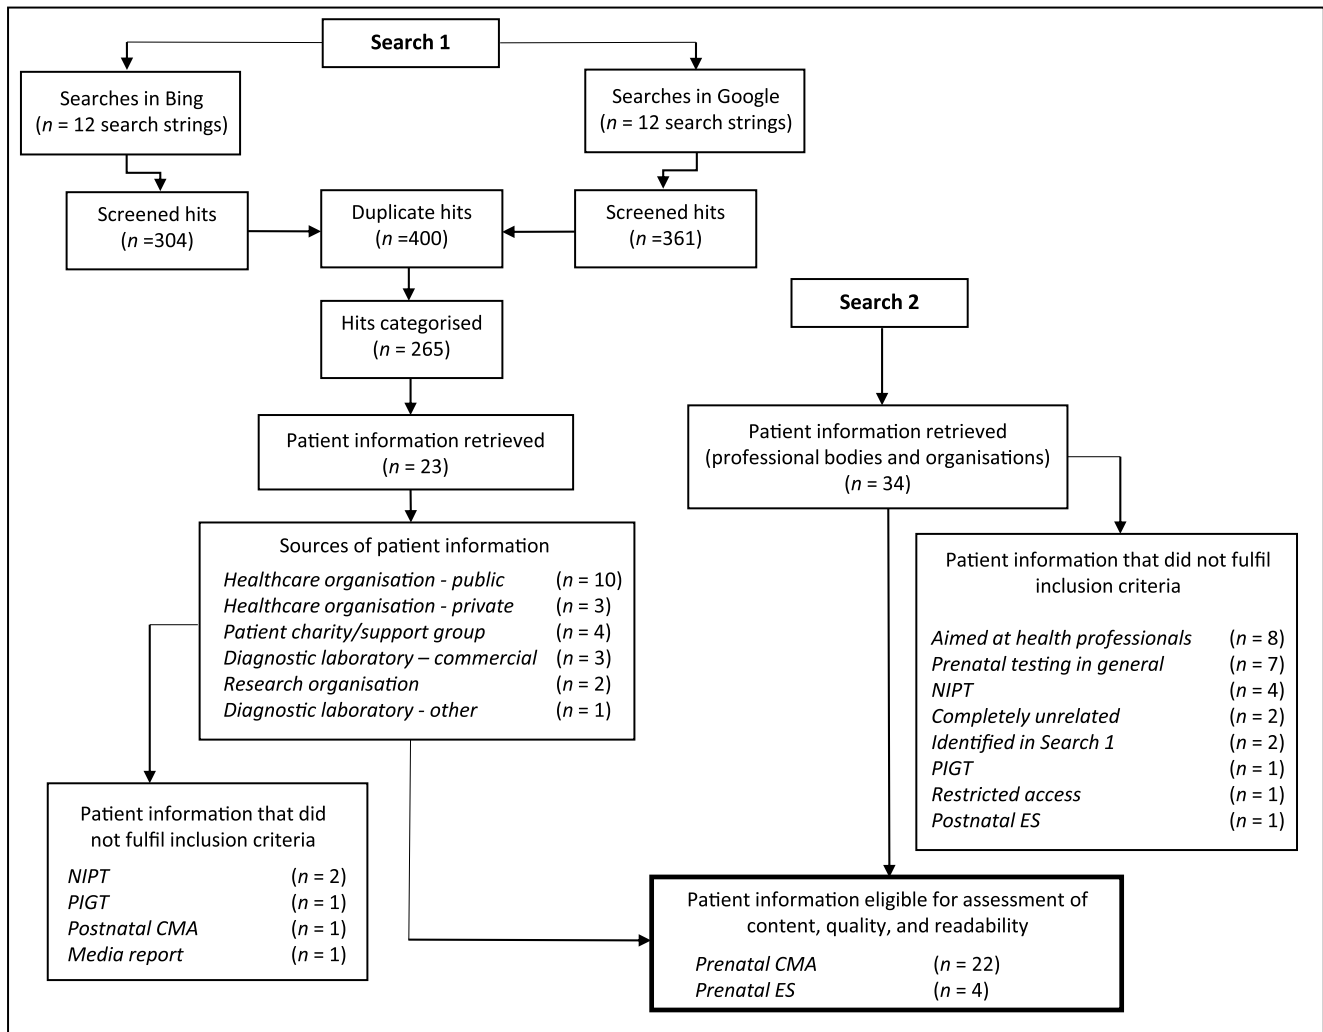 Search 1
Searches in Bing
(n = 12 search strings)
Searches in Google
(n = 12 search strings)
Screened hits
(n =304)
Duplicate hits
(n =400)
Screened hits
(n =361)
Hits categorised
(n = 265)
Patient information retrieved
(n = 23)
Sources of patient information
Healthcare organisation - public (n = 10)
Healthcare organisation - private (n = 3)
Patient charity/support group (n = 4)
Diagnostic laboratory – commercial (n = 3)
Research organisation (n = 2)
Diagnostic laboratory - other (n = 1)
Patient information that did
not fulfil inclusion criteria
NIPT (n = 2)
PIGT (n = 1)
Postnatal CMA (n = 1)
Media report (n = 1)
Search 2
Patient information retrieved
(professional bodies and organisations)
(n = 34)
Patient information that did not fulfil
inclusion criteria
Aimed at health professionals (n = 8)
Prenatal testing in general (n = 7)
NIPT (n = 4)
Completely unrelated (n = 2)
Identified in Search 1 (n = 2)
PIGT (n = 1)
Restricted access (n = 1)
Postnatal ES (n = 1)
Patient information eligible for assessment of
content, quality, and readability
Prenatal CMA (n = 22)
Prenatal ES (n = 4)